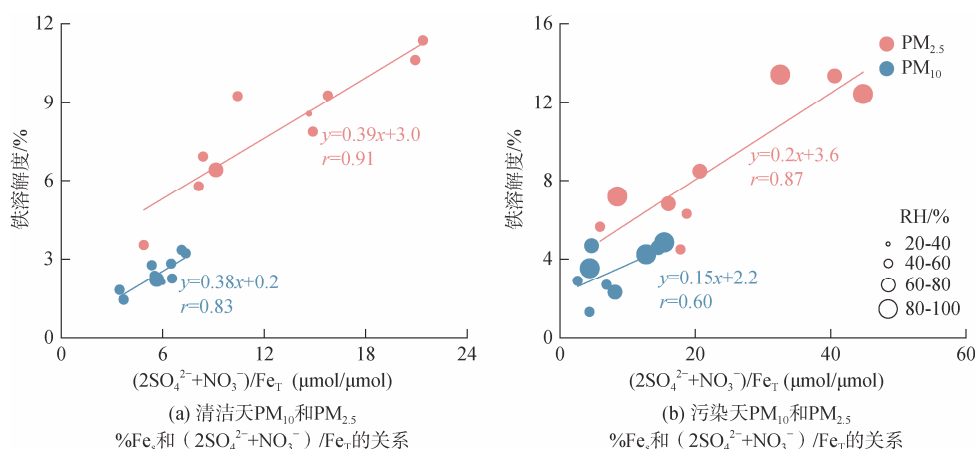 12
9
6
3
0
铁溶解度/%
y=0.39x+3.0
r=0.91
y=0.38x+0.2
r=0.83
0
6
12
18
24
(2SO₄²⁻+NO₃⁻)/Fe_T (μmol/μmol)
(a) 清洁天PM₁₀和PM₂.₅
%Feₛ和（2SO₄²⁻+NO₃⁻）/Fe_T的关系
16
12
8
4
0
铁溶解度/%
PM₂.₅
PM₁₀
y=0.2x+3.6
r=0.87
y=0.15x+2.2
r=0.60
RH/%
20-40
40-60
60-80
80-100
0
20
40
60
(2SO₄²⁻+NO₃⁻)/Fe_T (μmol/μmol)
(b) 污染天PM₁₀和PM₂.₅
%Feₛ和（2SO₄²⁻+NO₃⁻）/Fe_T的关系